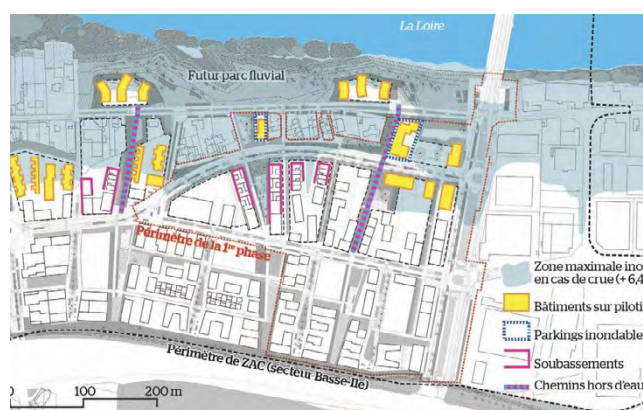 La Loire
Futur parc fluvial
Périmètre de la 1re phase
Zone maximale ino
en cas de crue (+ 6,4
Bâtiments sur piloti
Parkings inondable
Soubassements
Chemins hors d'eau
Périmètre de ZAC (secteur Basse-Ile)
0 100 200 m